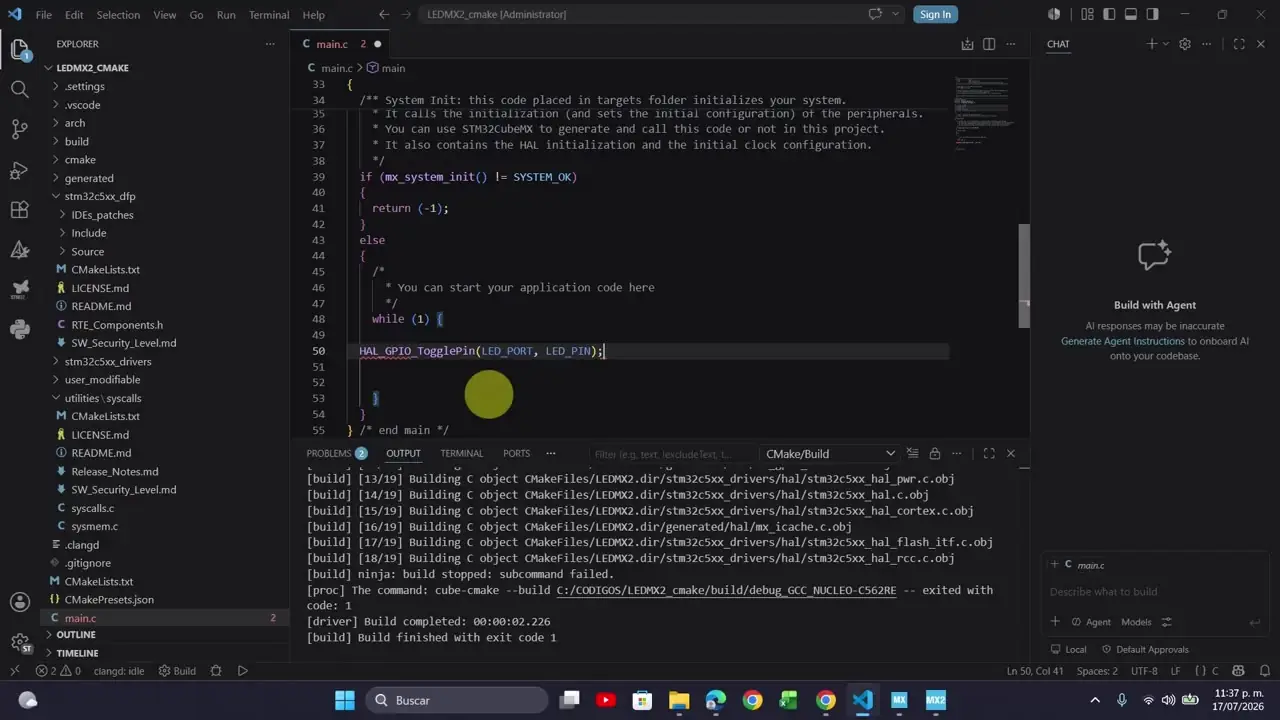 File Edit Selection View Go Run Terminal Help
LEDMX2_cmake [Administrator]
Sign In
EXPLORER
LEDMX2_CMAKE
.settings
.vscode
arch
build
cmake
generated
stm32c5xx_dfp
IDEs_patches
Include
Source
CMakeLists.txt
LICENSE.md
README.md
RTE_Components.h
SW_Security_Level.md
stm32c5xx_drivers
user_modifiable
utilities\syscalls
CMakeLists.txt
LICENSE.md
README.md
Release_Notes.md
SW_Security_Level.md
syscalls.c
sysmem.c
.clangd
.gitignore
CMakeLists.txt
CMakePresets.json
main.c 2
OUTLINE
TIMELINE
main.c 2
main.c > main
33 {
34 /** System Init: this code placed in targets folder initializes your system.
35 * It calls the initialization (and sets the initial configuration) of the peripherals.
36 * You can use STM32CubeMX to generate and call this code or not in this project.
37 * It also contains the HAL initialization and the initial clock configuration.
38 */
39 if (mx_system_init() != SYSTEM_OK)
40 {
41 return (-1);
42 }
43 else
44 {
45 /*
46 * You can start your application code here
47 */
48 while (1) {
49
50 HAL_GPIO_TogglePin(LED_PORT, LED_PIN);
51
52
53 }
54 }
55 } /* end main */
PROBLEMS 2 OUTPUT TERMINAL PORTS
Filter (e.g. text, !excludeText, t...
CMake/Build
[build] [13/19] Building C object CMakeFiles/LEDMX2.dir/stm32c5xx_drivers/hal/stm32c5xx_hal_pwr.c.obj
[build] [14/19] Building C object CMakeFiles/LEDMX2.dir/stm32c5xx_drivers/hal/stm32c5xx_hal.c.obj
[build] [15/19] Building C object CMakeFiles/LEDMX2.dir/stm32c5xx_drivers/hal/stm32c5xx_hal_cortex.c.obj
[build] [16/19] Building C object CMakeFiles/LEDMX2.dir/generated/hal/mx_icache.c.obj
[build] [17/19] Building C object CMakeFiles/LEDMX2.dir/stm32c5xx_drivers/hal/stm32c5xx_hal_flash_itf.c.obj
[build] [18/19] Building C object CMakeFiles/LEDMX2.dir/stm32c5xx_drivers/hal/stm32c5xx_hal_rcc.c.obj
[build] ninja: build stopped: subcommand failed.
[proc] The command: cube-cmake --build C:/CODIGOS/LEDMX2_cmake/build/debug_GCC_NUCLEO-C562RE -- exited with
code: 1
[driver] Build completed: 00:00:02.226
[build] Build finished with exit code 1
CHAT
Build with Agent
AI responses may be inaccurate
Generate Agent Instructions to onboard AI
onto your codebase.
main.c
Describe what to build
Agent Models
Local Default Approvals
2 0 clangd: idle Build
Ln 50, Col 41 Spaces: 2 UTF-8 LF {} C
Buscar
11:37 p. m.
17/07/2026